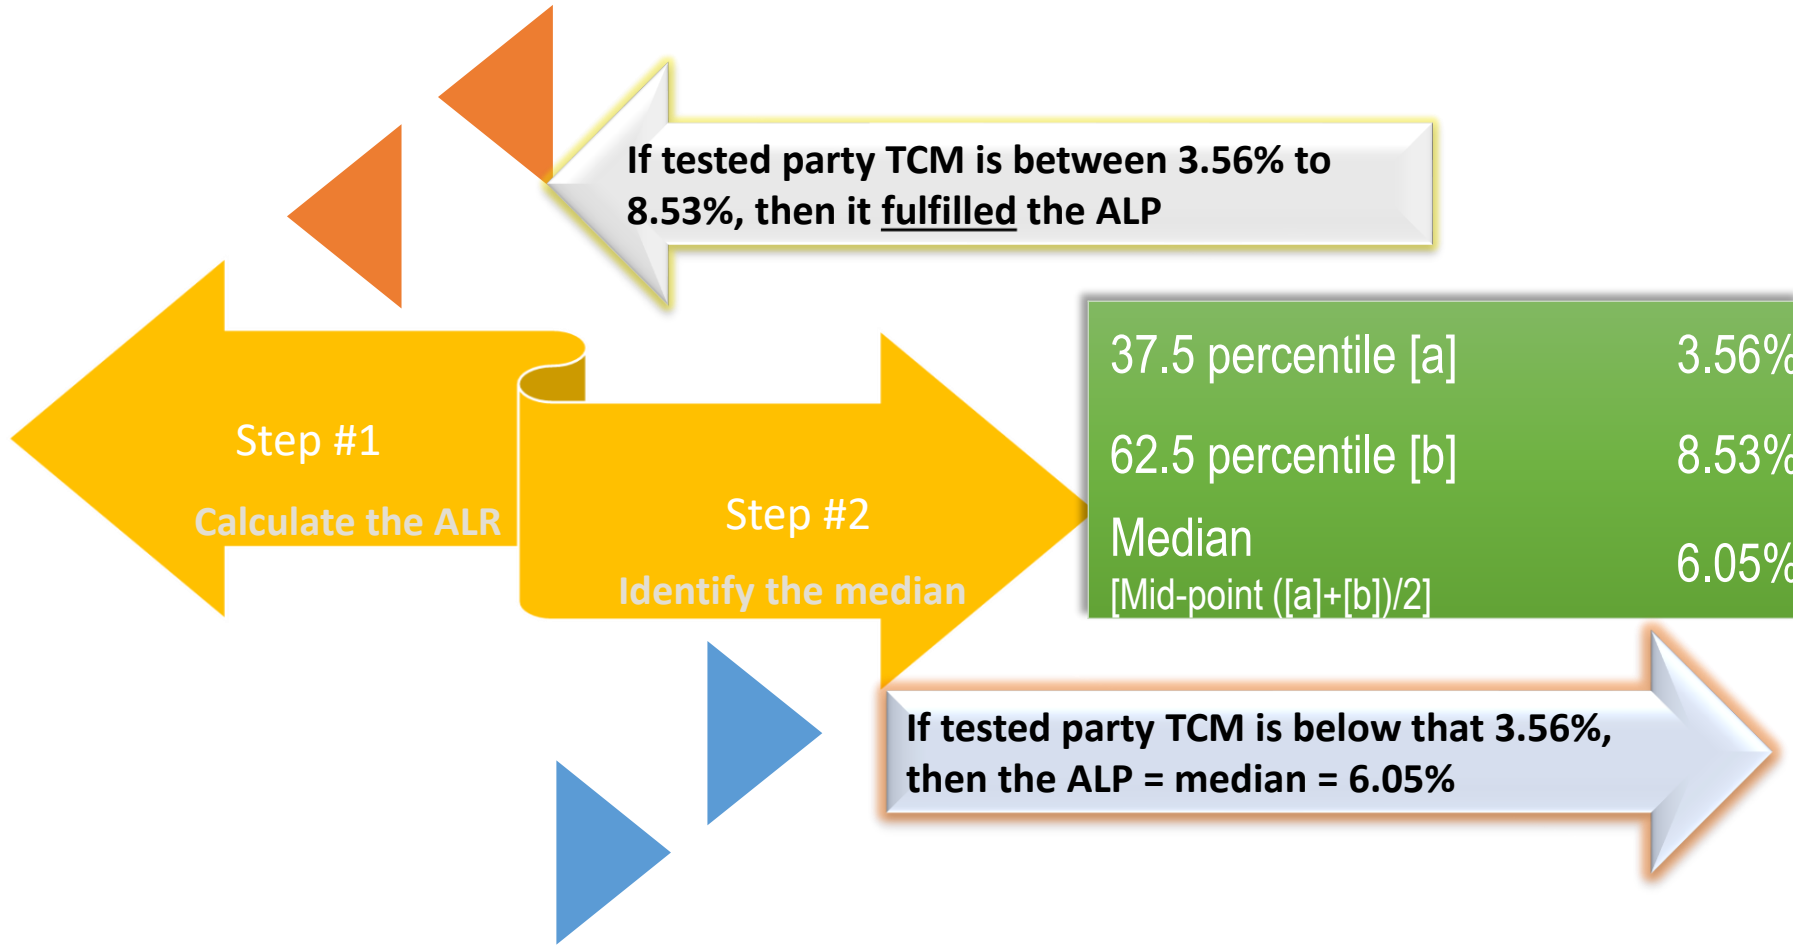 If tested party TCM is between 3.56% to
8.53%, then it fulfilled the ALP
Step #1
Calculate the ALR
Step #2
Identify the median
37.5 percentile [a] 3.56%
62.5 percentile [b] 8.53%
Median
[Mid-point ([a]+[b])/2] 6.05%
If tested party TCM is below that 3.56%,
then the ALP = median = 6.05%